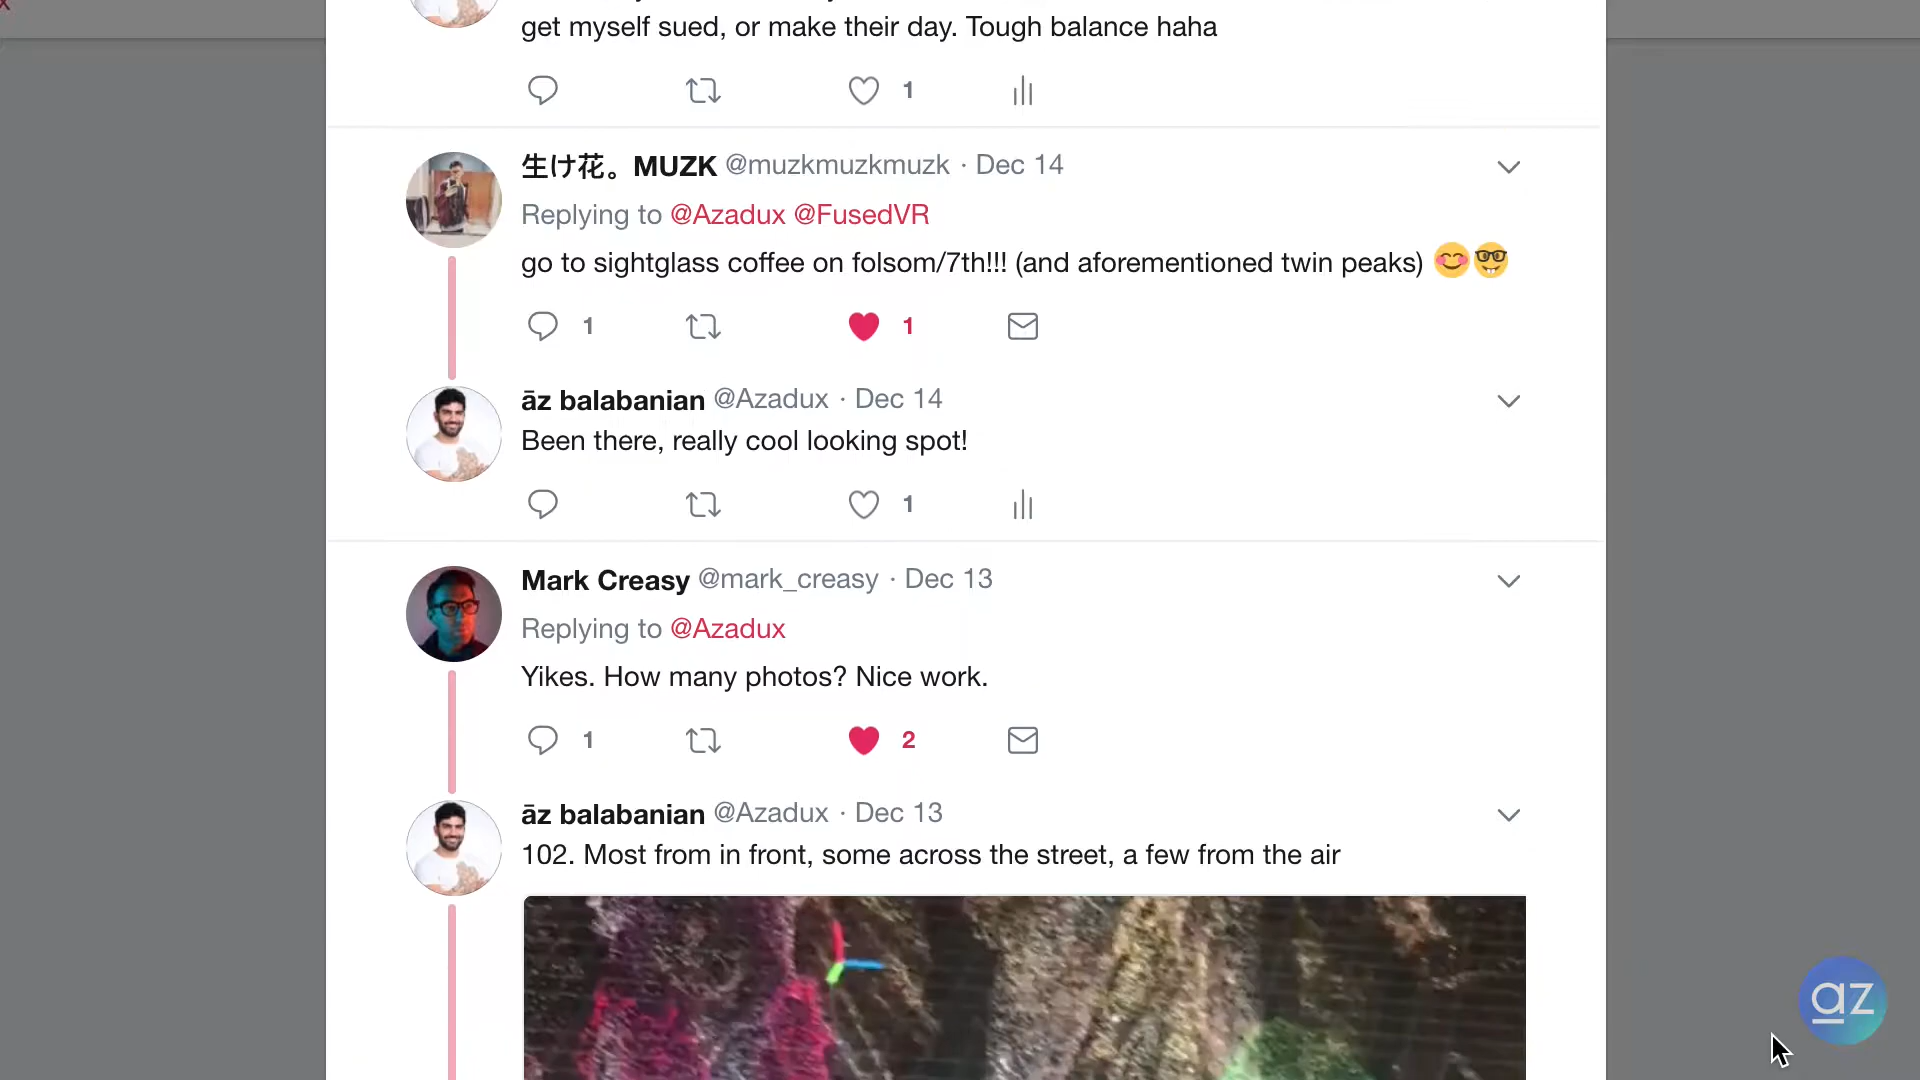 get myself sued, or make their day. Tough balance haha
1
生け花。MUZK @muzkmuzkmuzk · Dec 14
Replying to @Azadux @FusedVR
go to sightglass coffee on folsom/7th!!! (and aforementioned twin peaks) 😊🤓
1 1
āz balabanian @Azadux · Dec 14
Been there, really cool looking spot!
1
Mark Creasy @mark_creasy · Dec 13
Replying to @Azadux
Yikes. How many photos? Nice work.
1 2
āz balabanian @Azadux · Dec 13
102. Most from in front, some across the street, a few from the air
az